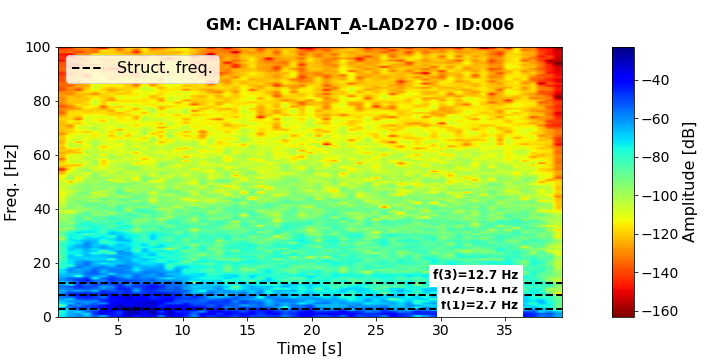 GM: CHALFANT_A-LAD270 - ID:006
Struct. freq.
Freq. [Hz]
100
80
60
40
20
0
f(3)=12.7 Hz
f(2)=8.1 Hz
f(1)=2.7 Hz
5 10 15 20 25 30 35
Time [s]
−40
−60
−80
−100
−120
−140
−160
Amplitude [dB]